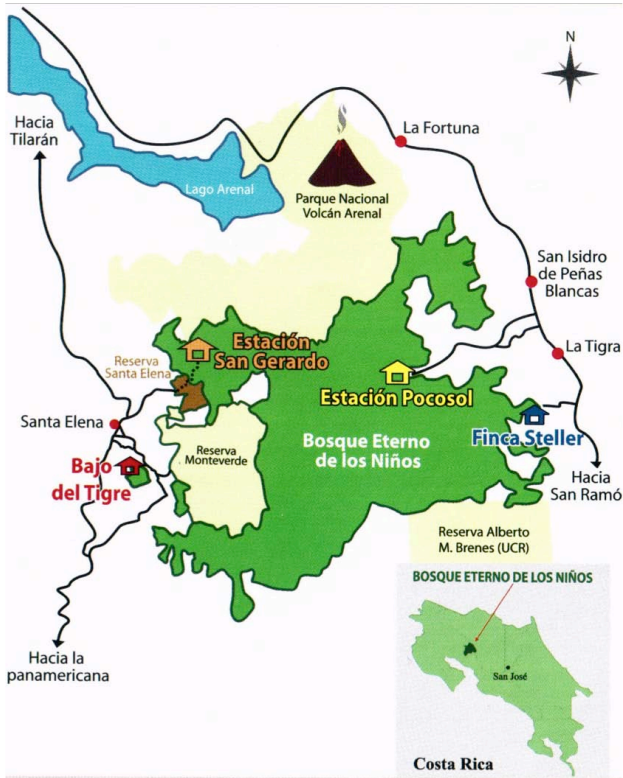 N
Hacia
Tilarán
La Fortuna
Lago Arenal
Parque Nacional
Volcán Arenal
San Isidro
de Peñas
Blancas
La Tigra
Estación
San Gerardo
Reserva
Santa Elena
Estación Pocosol
Santa Elena
Finca Steller
Bosque Eterno
de los Niños
Reserva
Monteverde
Bajo
del Tigre
Hacia
San Ramó
Reserva Alberto
M. Brenes (UCR)
Hacia la
panamericana
BOSQUE ETERNO DE LOS NIÑOS
San José
Costa Rica